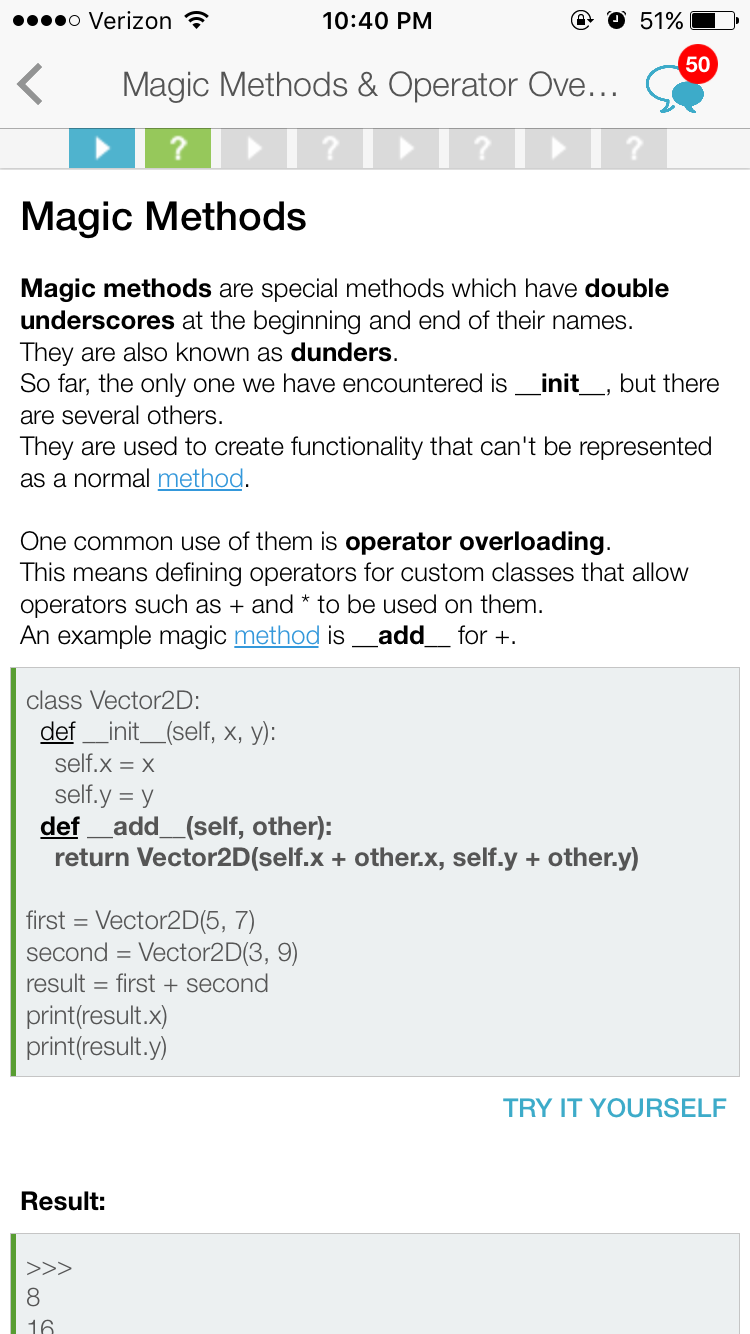 Verizon 10:40 PM 51%
Magic Methods & Operator Ove... 50
? ? ? ?
Magic Methods
Magic methods are special methods which have double
underscores at the beginning and end of their names.
They are also known as dunders.
So far, the only one we have encountered is __init__, but there
are several others.
They are used to create functionality that can't be represented
as a normal method.
One common use of them is operator overloading.
This means defining operators for custom classes that allow
operators such as + and * to be used on them.
An example magic method is __add__ for +.
class Vector2D:
def __init__(self, x, y):
self.x = x
self.y = y
def __add__(self, other):
return Vector2D(self.x + other.x, self.y + other.y)
first = Vector2D(5, 7)
second = Vector2D(3, 9)
result = first + second
print(result.x)
print(result.y)
TRY IT YOURSELF
Result:
>>>
8
16